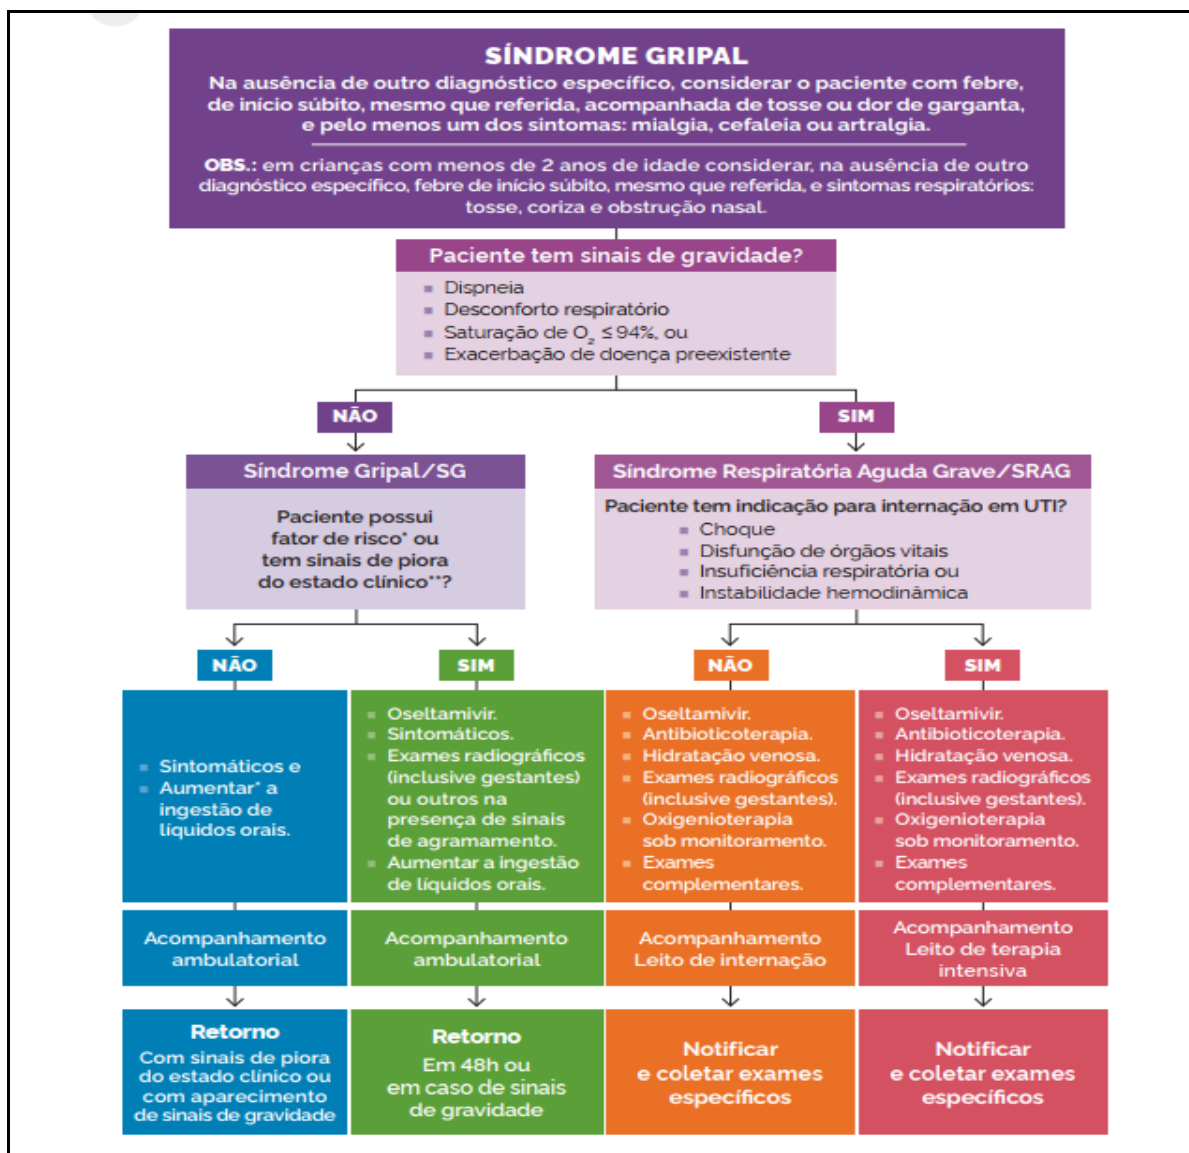 SÍNDROME GRIPAL
Na ausência de outro diagnóstico específico, considerar o paciente com febre,
de início súbito, mesmo que referida, acompanhada de tosse ou dor de garganta,
e pelo menos um dos sintomas: mialgia, cefaleia ou artralgia.
OBS.: em crianças com menos de 2 anos de idade considerar, na ausência de outro
diagnóstico específico, febre de início súbito, mesmo que referida, e sintomas respiratórios:
tosse, coriza e obstrução nasal.
Paciente tem sinais de gravidade?
Dispneia
Desconforto respiratório
Saturação de O₂ ≤ 94%, ou
Exacerbação de doença preexistente
NÃO
SIM
Síndrome Gripal/SG
Paciente possui
fator de risco* ou
tem sinais de piora
do estado clínico**?
Síndrome Respiratória Aguda Grave/SRAG
Paciente tem indicação para internação em UTI?
Choque
Disfunção de órgãos vitais
Insuficiência respiratória ou
Instabilidade hemodinâmica
NÃO
SIM
NÃO
SIM
Sintomáticos e
Aumentar* a
ingestão de
líquidos orais.
Oseltamivir.
Sintomáticos.
Exames radiográficos
(inclusive gestantes)
ou outros na
presença de sinais
de agramamento.
Aumentar a ingestão
de líquidos orais.
Oseltamivir.
Antibioticoterapia.
Hidratação venosa.
Exames radiográficos
(inclusive gestantes).
Oxigenioterapia
sob monitoramento.
Exames
complementares.
Oseltamivir.
Antibioticoterapia.
Hidratação venosa.
Exames radiográficos
(inclusive gestantes).
Oxigenioterapia
sob monitoramento.
Exames
complementares.
Acompanhamento
ambulatorial
Acompanhamento
ambulatorial
Acompanhamento
Leito de internação
Acompanhamento
Leito de terapia
intensiva
Retorno
Com sinais de piora
do estado clínico ou
com aparecimento
de sinais de gravidade
Retorno
Em 48h ou
em caso de sinais
de gravidade
Notificar
e coletar exames
específicos
Notificar
e coletar exames
específicos